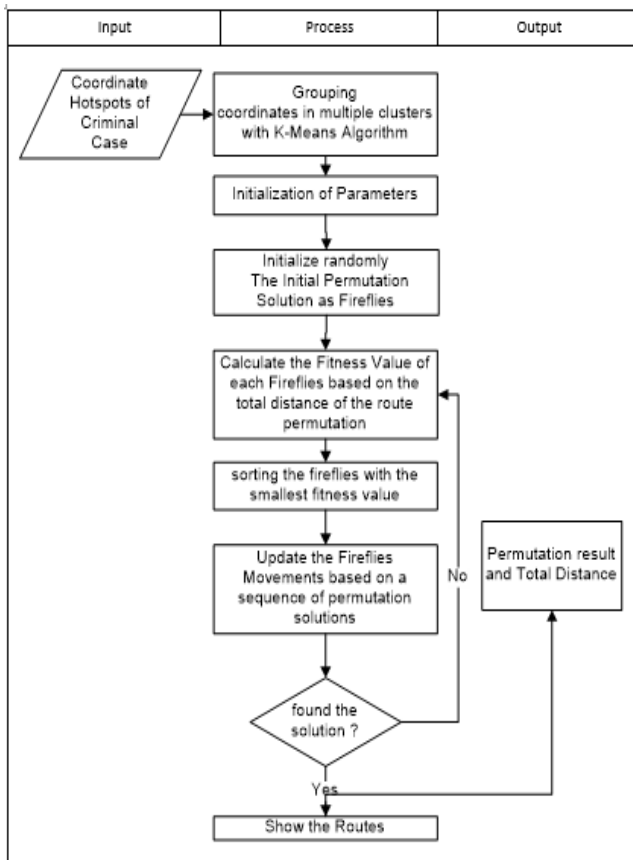 Input
Process
Output
Coordinate
Hotspots of
Criminal
Case
Grouping
coordinates in multiple clusters
with K-Means Algorithm
Initialization of Parameters
Initialize randomly
The Initial Permutation
Solution as Fireflies
Calculate the Fitness Value of
each Fireflies based on the
total distance of the route
permutation
sorting the fireflies with the
smallest fitness value
Update the Fireflies
Movements based on a
sequence of permutation
solutions
No
Permutation result
and Total Distance
found the
solution ?
Yes
Show the Routes